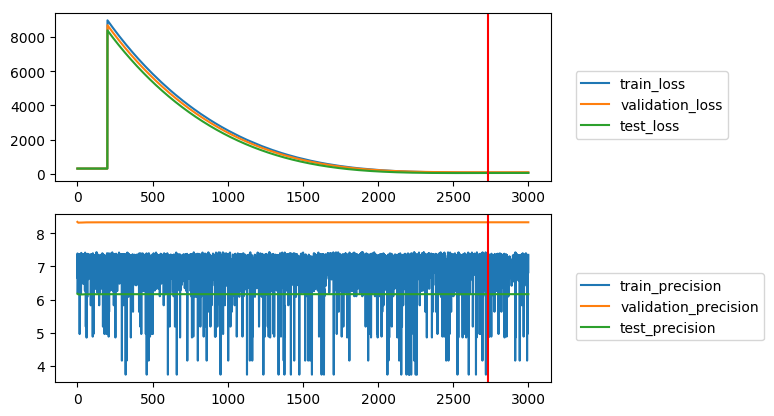 8000
6000
4000
2000
0
0 500 1000 1500 2000 2500 3000
train_loss
validation_loss
test_loss
8
7
6
5
4
0 500 1000 1500 2000 2500 3000
train_precision
validation_precision
test_precision